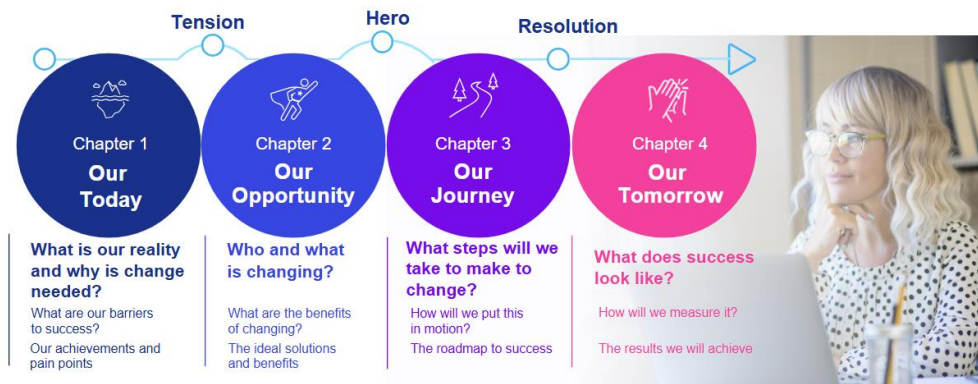 Tension
Hero
Resolution
Chapter 1
Our
Today
Chapter 2
Our
Opportunity
Chapter 3
Our
Journey
Chapter 4
Our
Tomorrow
What is our reality
and why is change
needed?
What are our barriers
to success?
Our achievements and
pain points
Who and what
is changing?
What are the benefits
of changing?
The ideal solutions
and benefits
What steps will we
take to make to
change?
How will we put this
in motion?
The roadmap to success
What does success
look like?
How will we measure it?
The results we will achieve